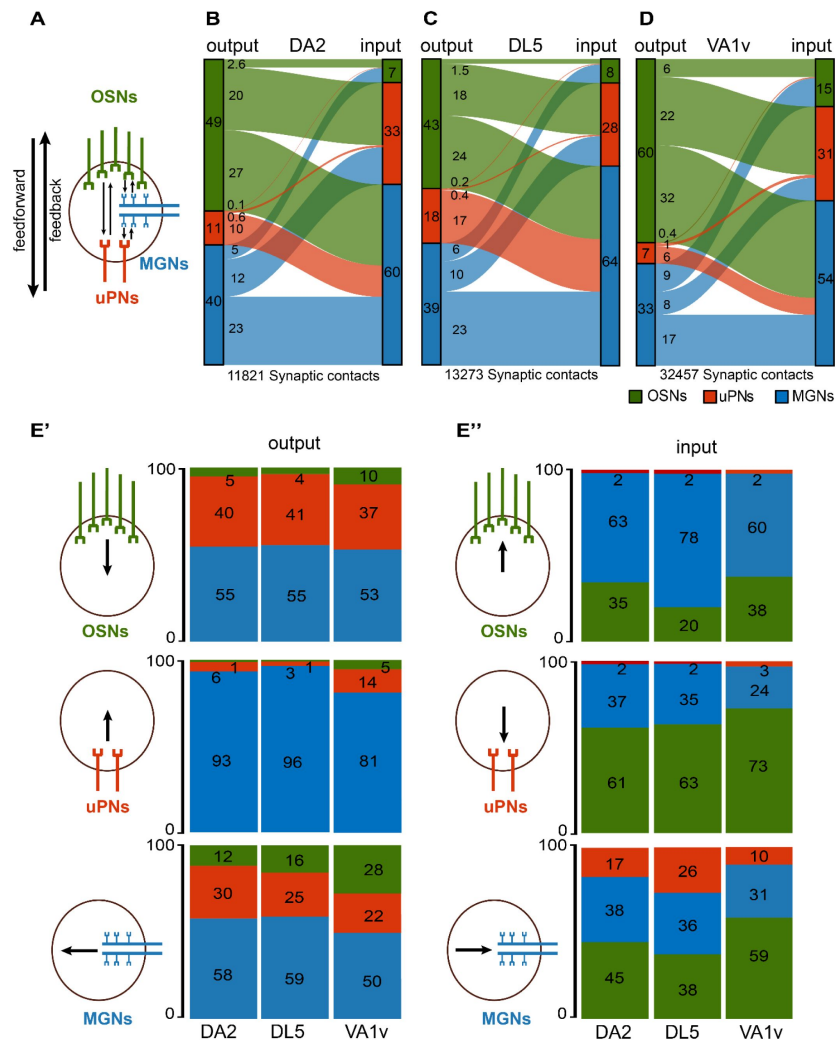 A
B
C
D
output DA2 input
output DL5 input
output VA1v input
OSNs
feedforward
feedback
MGNs
uPNs
2.6
20
49
27
0.1
0.6
11
10
5
12
40
23
7
33
60
11821 Synaptic contacts
1.5
18
43
24
0.2
0.4
18
17
6
10
39
23
8
28
64
13273 Synaptic contacts
6
22
60
32
0.4
1
7
6
9
8
33
17
15
31
54
32457 Synaptic contacts
OSNs uPNs MGNs
E'
output
100
0
OSNs
5 4 10
40 41 37
55 55 53
100
0
uPNs
1 1 5
6 3 14
93 96 81
100
0
MGNs
12 16 28
30 25 22
58 59 50
DA2 DL5 VA1v
E''
input
100
0
OSNs
2 2 2
63 78 60
35 20 38
100
0
uPNs
2 2 3
37 35 24
61 63 73
100
0
MGNs
17 26 10
38 36 31
45 38 59
DA2 DL5 VA1v